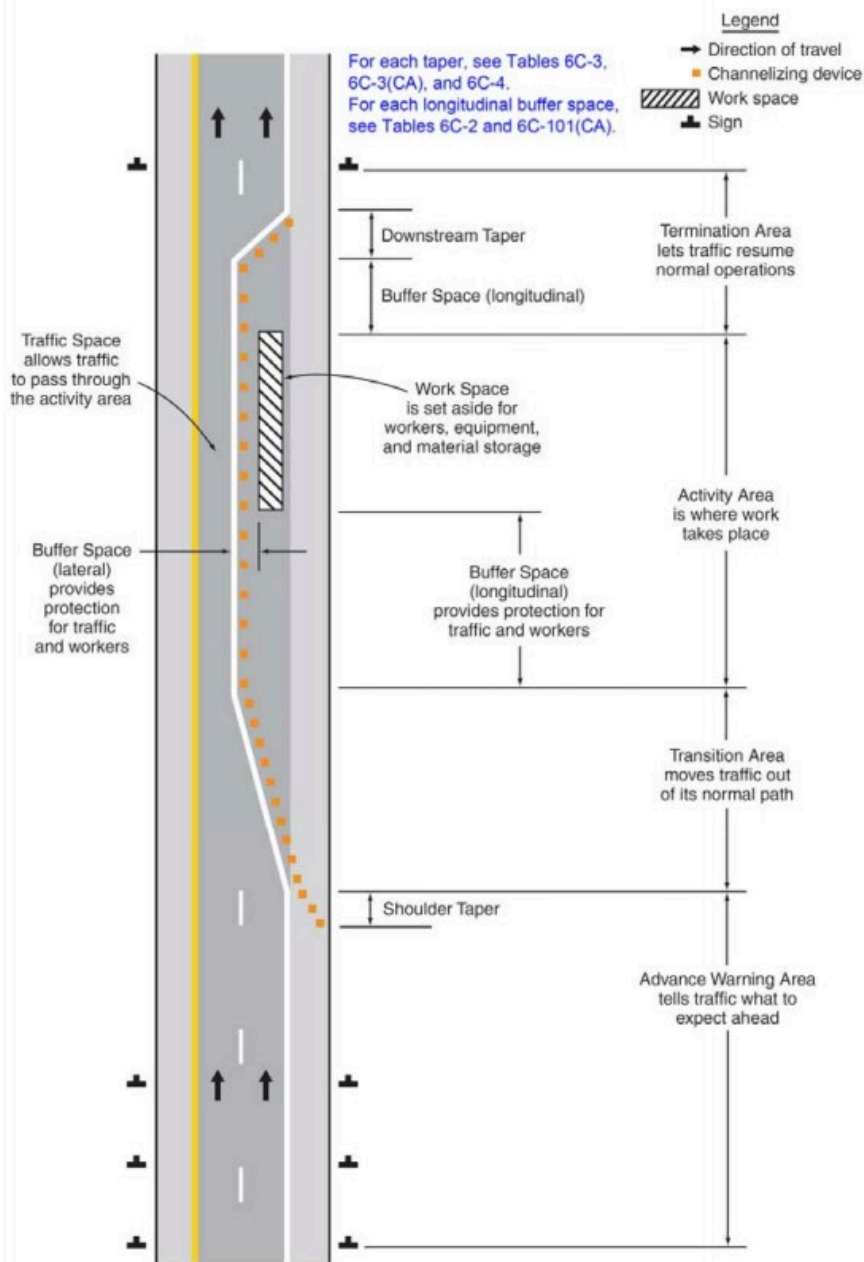 Legend
Direction of travel
Channelizing device
Work space
Sign
For each taper, see Tables 6C-3,
6C-3(CA), and 6C-4.
For each longitudinal buffer space,
see Tables 6C-2 and 6C-101(CA).
Downstream Taper
Termination Area
lets traffic resume
normal operations
Buffer Space (longitudinal)
Traffic Space
allows traffic
to pass through
the activity area
Work Space
is set aside for
workers, equipment,
and material storage
Activity Area
is where work
takes place
Buffer Space
(lateral)
provides
protection
for traffic
and workers
Buffer Space
(longitudinal)
provides protection for
traffic and workers
Transition Area
moves traffic out
of its normal path
Shoulder Taper
Advance Warning Area
tells traffic what to
expect ahead